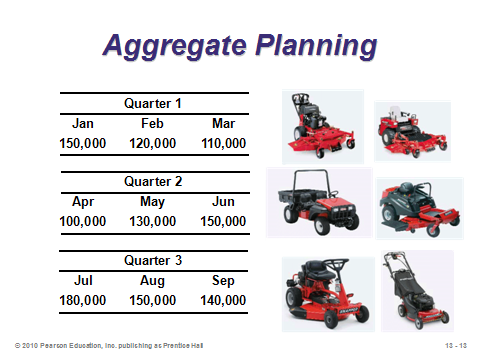 Aggregate Planning
Quarter 1
Jan Feb Mar
150,000 120,000 110,000
Quarter 2
Apr May Jun
100,000 130,000 150,000
Quarter 3
Jul Aug Sep
180,000 150,000 140,000
© 2010 Pearson Education, Inc. publishing as Prentice Hall
13 - 13